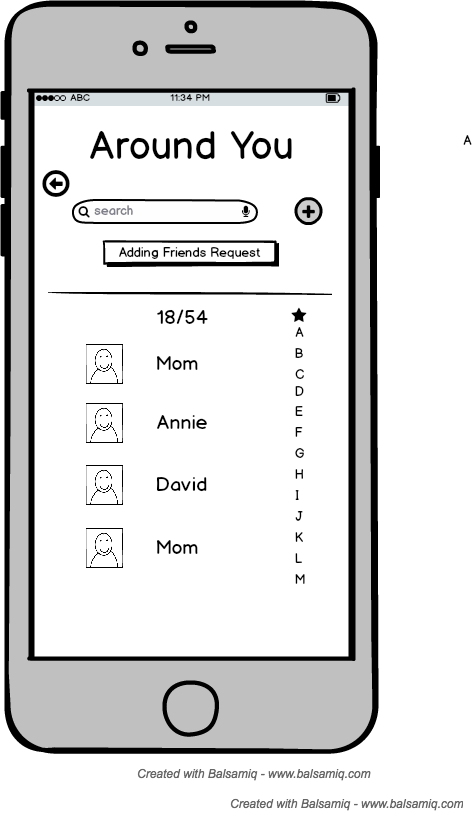 ABC 11:34 PM
Around You
A
search
Adding Friends Request
18/54
A
Mom
B
C
D
Annie
E
F
G
David
H
I
J
Mom
K
L
M
Created with Balsamiq - www.balsamiq.com
Created with Balsamiq - www.balsamiq.com